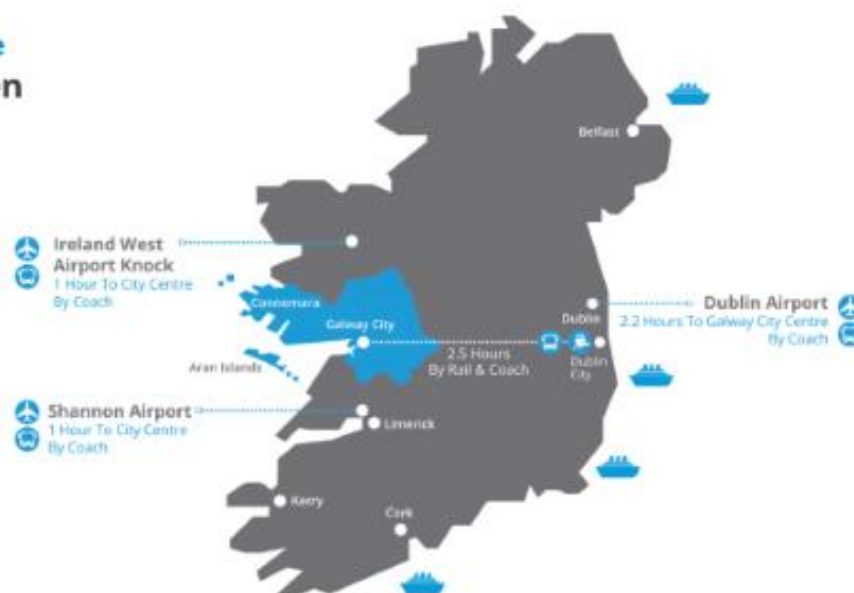 e
en
Belfast
Ireland West
Airport Knock
1 Hour To City Centre
By Coach
Connemara
Galway City
Aran Islands
2.5 Hours
By Rail & Coach
Dublin
Dublin
City
Dublin Airport
2.2 Hours To Galway City Centre
By Coach
Shannon Airport
1 Hour To City Centre
By Coach
Limerick
Kerry
Cork